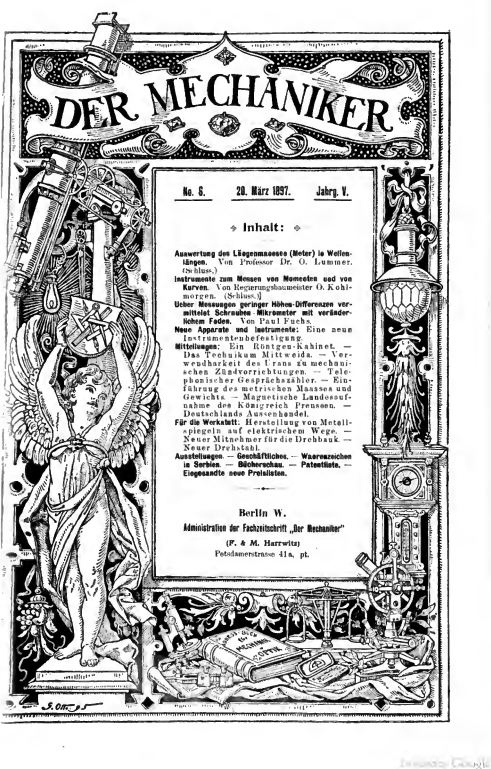 DER MECHANIKER
No. 6. 20. März 1897. Jahrg. V.
Inhalt:
Auswertung des Längenmaasses (Meter) in Wellen-
längen. Von Professor Dr. O. Lummer.
(Schluss.)
Instrumente zum Messen von Momenten und von
Kurven. Von Regierungsbaumeister O. Kohl-
morgen. (Schluss.)
Ueber Messungen geringer Höhen-Differenzen ver-
mittelst Schrauben-Mikrometer mit veränder-
lichem Faden. Von Paul Fuchs.
Neue Apparate und Instrumente: Eine neue
Instrumentenbefestigung.
Mitteilungen: Ein Röntgen-Kabinet. —
Das Technikum Mittweida. — Ver-
wendbarkeit des Urans zu mechani-
schen Zündvorrichtungen. — Tele-
phonischer Gesprächszähler. — Ein-
führung des metrischen Maasses und
Gewichts. — Magnetische Landesauf-
nahme des Königreich Preussen. —
Deutschlands Aussenhandel.
Für die Werkstatt: Herstellung von Metall-
spiegeln auf elektrischem Wege. —
Neuer Mitnehmer für die Drehbank. —
Neuer Drehstahl.
Ausstellungen. — Geschäftliches. — Waarenzeichen
in Serbien. — Bücherschau. — Patentliste. —
Eingesandte neue Preislisten.
Berlin W.
Administration der Fachzeitschrift „Der Mechaniker"
(F. & M. Harrwitz)
Potsdamerstrasse 41a, pt.
MECHANIK
OPTIK
Google